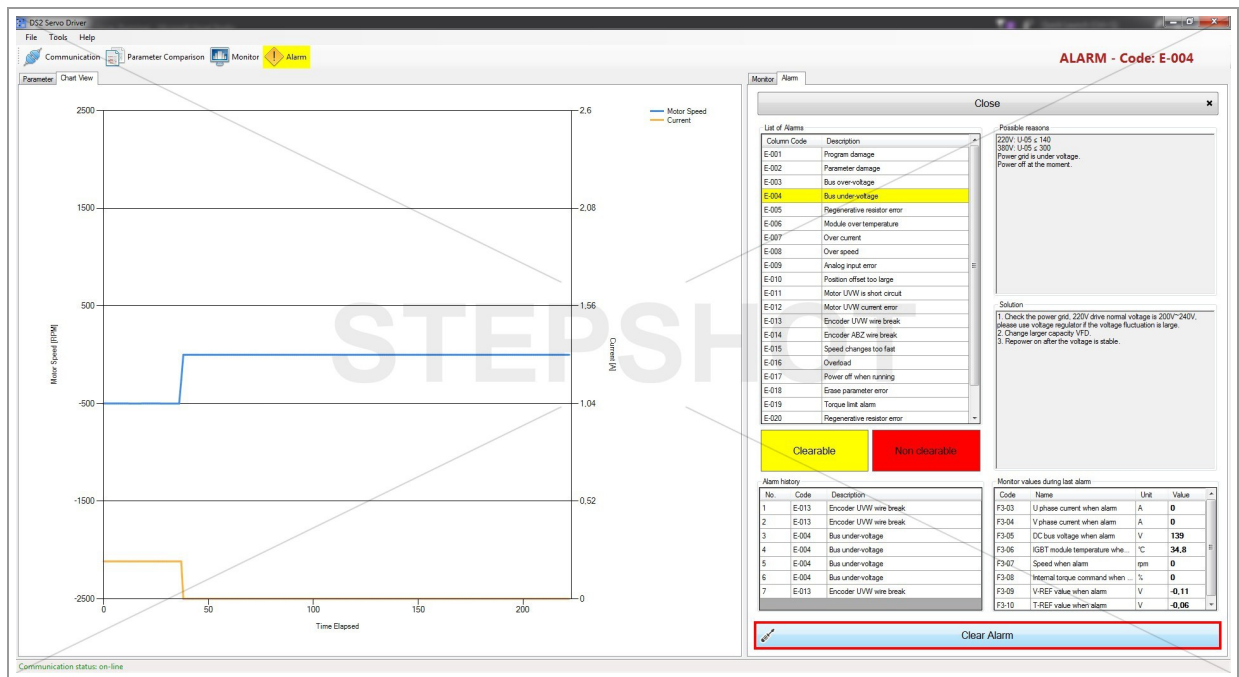 DS2 Servo Driver
File Tools Help
Communication Parameter Comparison Monitor Alarm
ALARM - Code: E-004
Parameter Chart View
Monitor Alarm
2500
1500
500
-500
-1500
-2500
Motor Speed [RPM]
2.6
2.08
1.56
1.04
0.52
0
Current [A]
0 50 100 150 200
Time Elapsed
Motor Speed
Current
STEPSHOT
Close
List of Alarms
Column Code Description
E-001 Program damage
E-002 Parameter damage
E-003 Bus over-voltage
E-004 Bus under-voltage
E-005 Regenerative resistor error
E-006 Module over temperature
E-007 Over current
E-008 Over speed
E-009 Analog input error
E-010 Position offset too large
E-011 Motor UVW is short circuit
E-012 Motor UVW current error
E-013 Encoder UVW wire break
E-014 Encoder ABZ wire break
E-015 Speed changes too fast
E-016 Overload
E-017 Power off when running
E-018 Erase parameter error
E-019 Torque limit alarm
E-020 Regenerative resistor error
Clearable
Non clearable
Possible reasons
220V: U-05 ≤ 140
380V: U-05 ≤ 300
Power grid is under voltage.
Power off at the moment.
Solution
1. Check the power grid, 220V drive normal voltage is 200V~240V,
please use voltage regulator if the voltage fluctuation is large.
2. Change larger capacity VFD.
3. Repower on after the voltage is stable.
Alarm history
No. Code Description
1 E-013 Encoder UVW wire break
2 E-013 Encoder UVW wire break
3 E-004 Bus under-voltage
4 E-004 Bus under-voltage
5 E-004 Bus under-voltage
6 E-004 Bus under-voltage
7 E-013 Encoder UVW wire break
Monitor values during last alarm
Code Name Unit Value
F3-03 U phase current when alarm A 0
F3-04 V phase current when alarm A 0
F3-05 DC bus voltage when alarm V 139
F3-06 IGBT module temperature whe... °C 34,8
F3-07 Speed when alarm rpm 0
F3-08 Internal torque command when ... % 0
F3-09 V-REF value when alarm V -0,11
F3-10 T-REF value when alarm V -0,06
Clear Alarm
Communication status: on-line